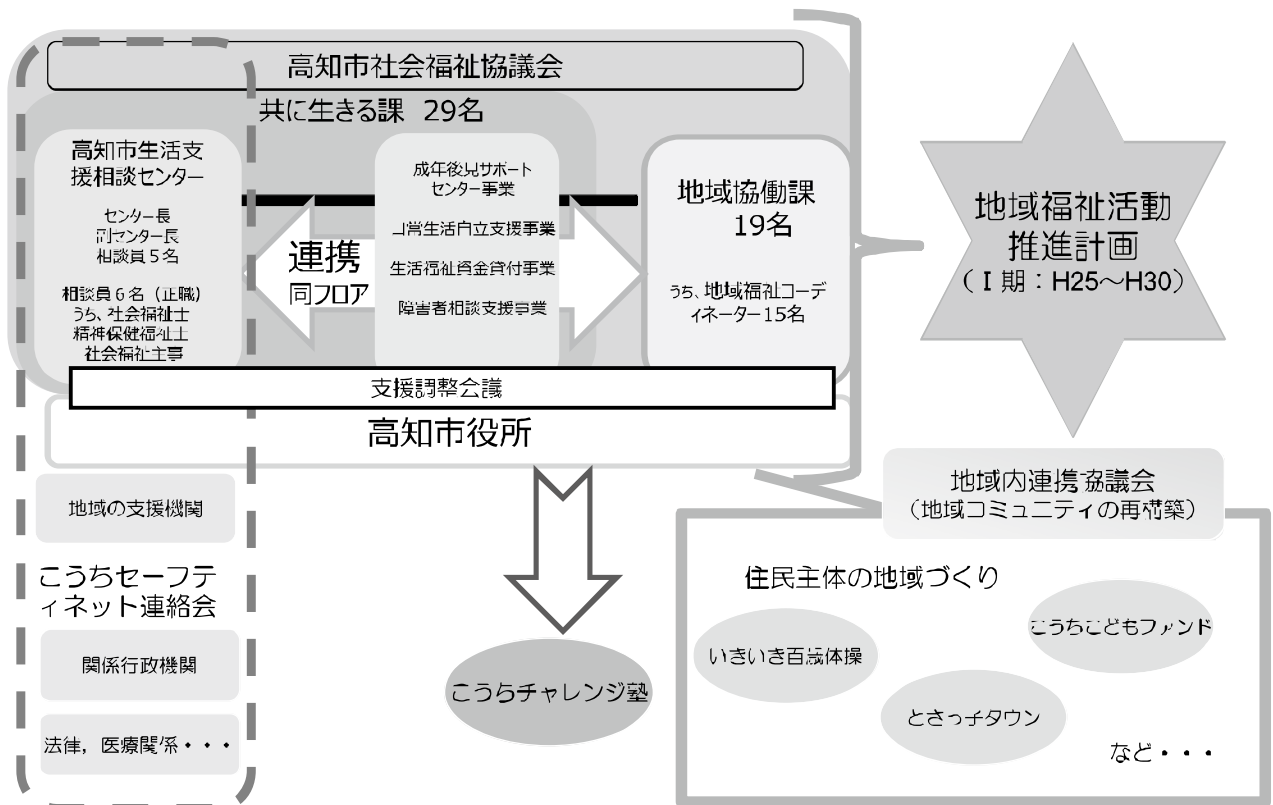 高知市社会福祉協議会
共に生きる課 29名
高知市生活支
援相談センター
センター長
副センター長
相談員５名
相談員６名（正職）
うち、社会福祉士
精神保健福祉士
社会福祉主事
連携
同フロア
成年後見サポート
センター事業
日常生活自立支援事業
生活福祉資金貸付事業
障害者相談支援事業
地域協働課
19名
うち、地域福祉コーデ
ィネーター15名
支援調整会議
高知市役所
地域福祉活動
推進計画
（Ⅰ期：H25～H30）
地域の支援機関
こうちセーフテ
ィネット連絡会
関係行政機関
法律，医療関係・・・
こうちチャレンジ塾
地域内連携協議会
（地域コミュニティの再構築）
住民主体の地域づくり
こうちこどもファンド
いきいき百歳体操
とさっ子タウン
など・・・